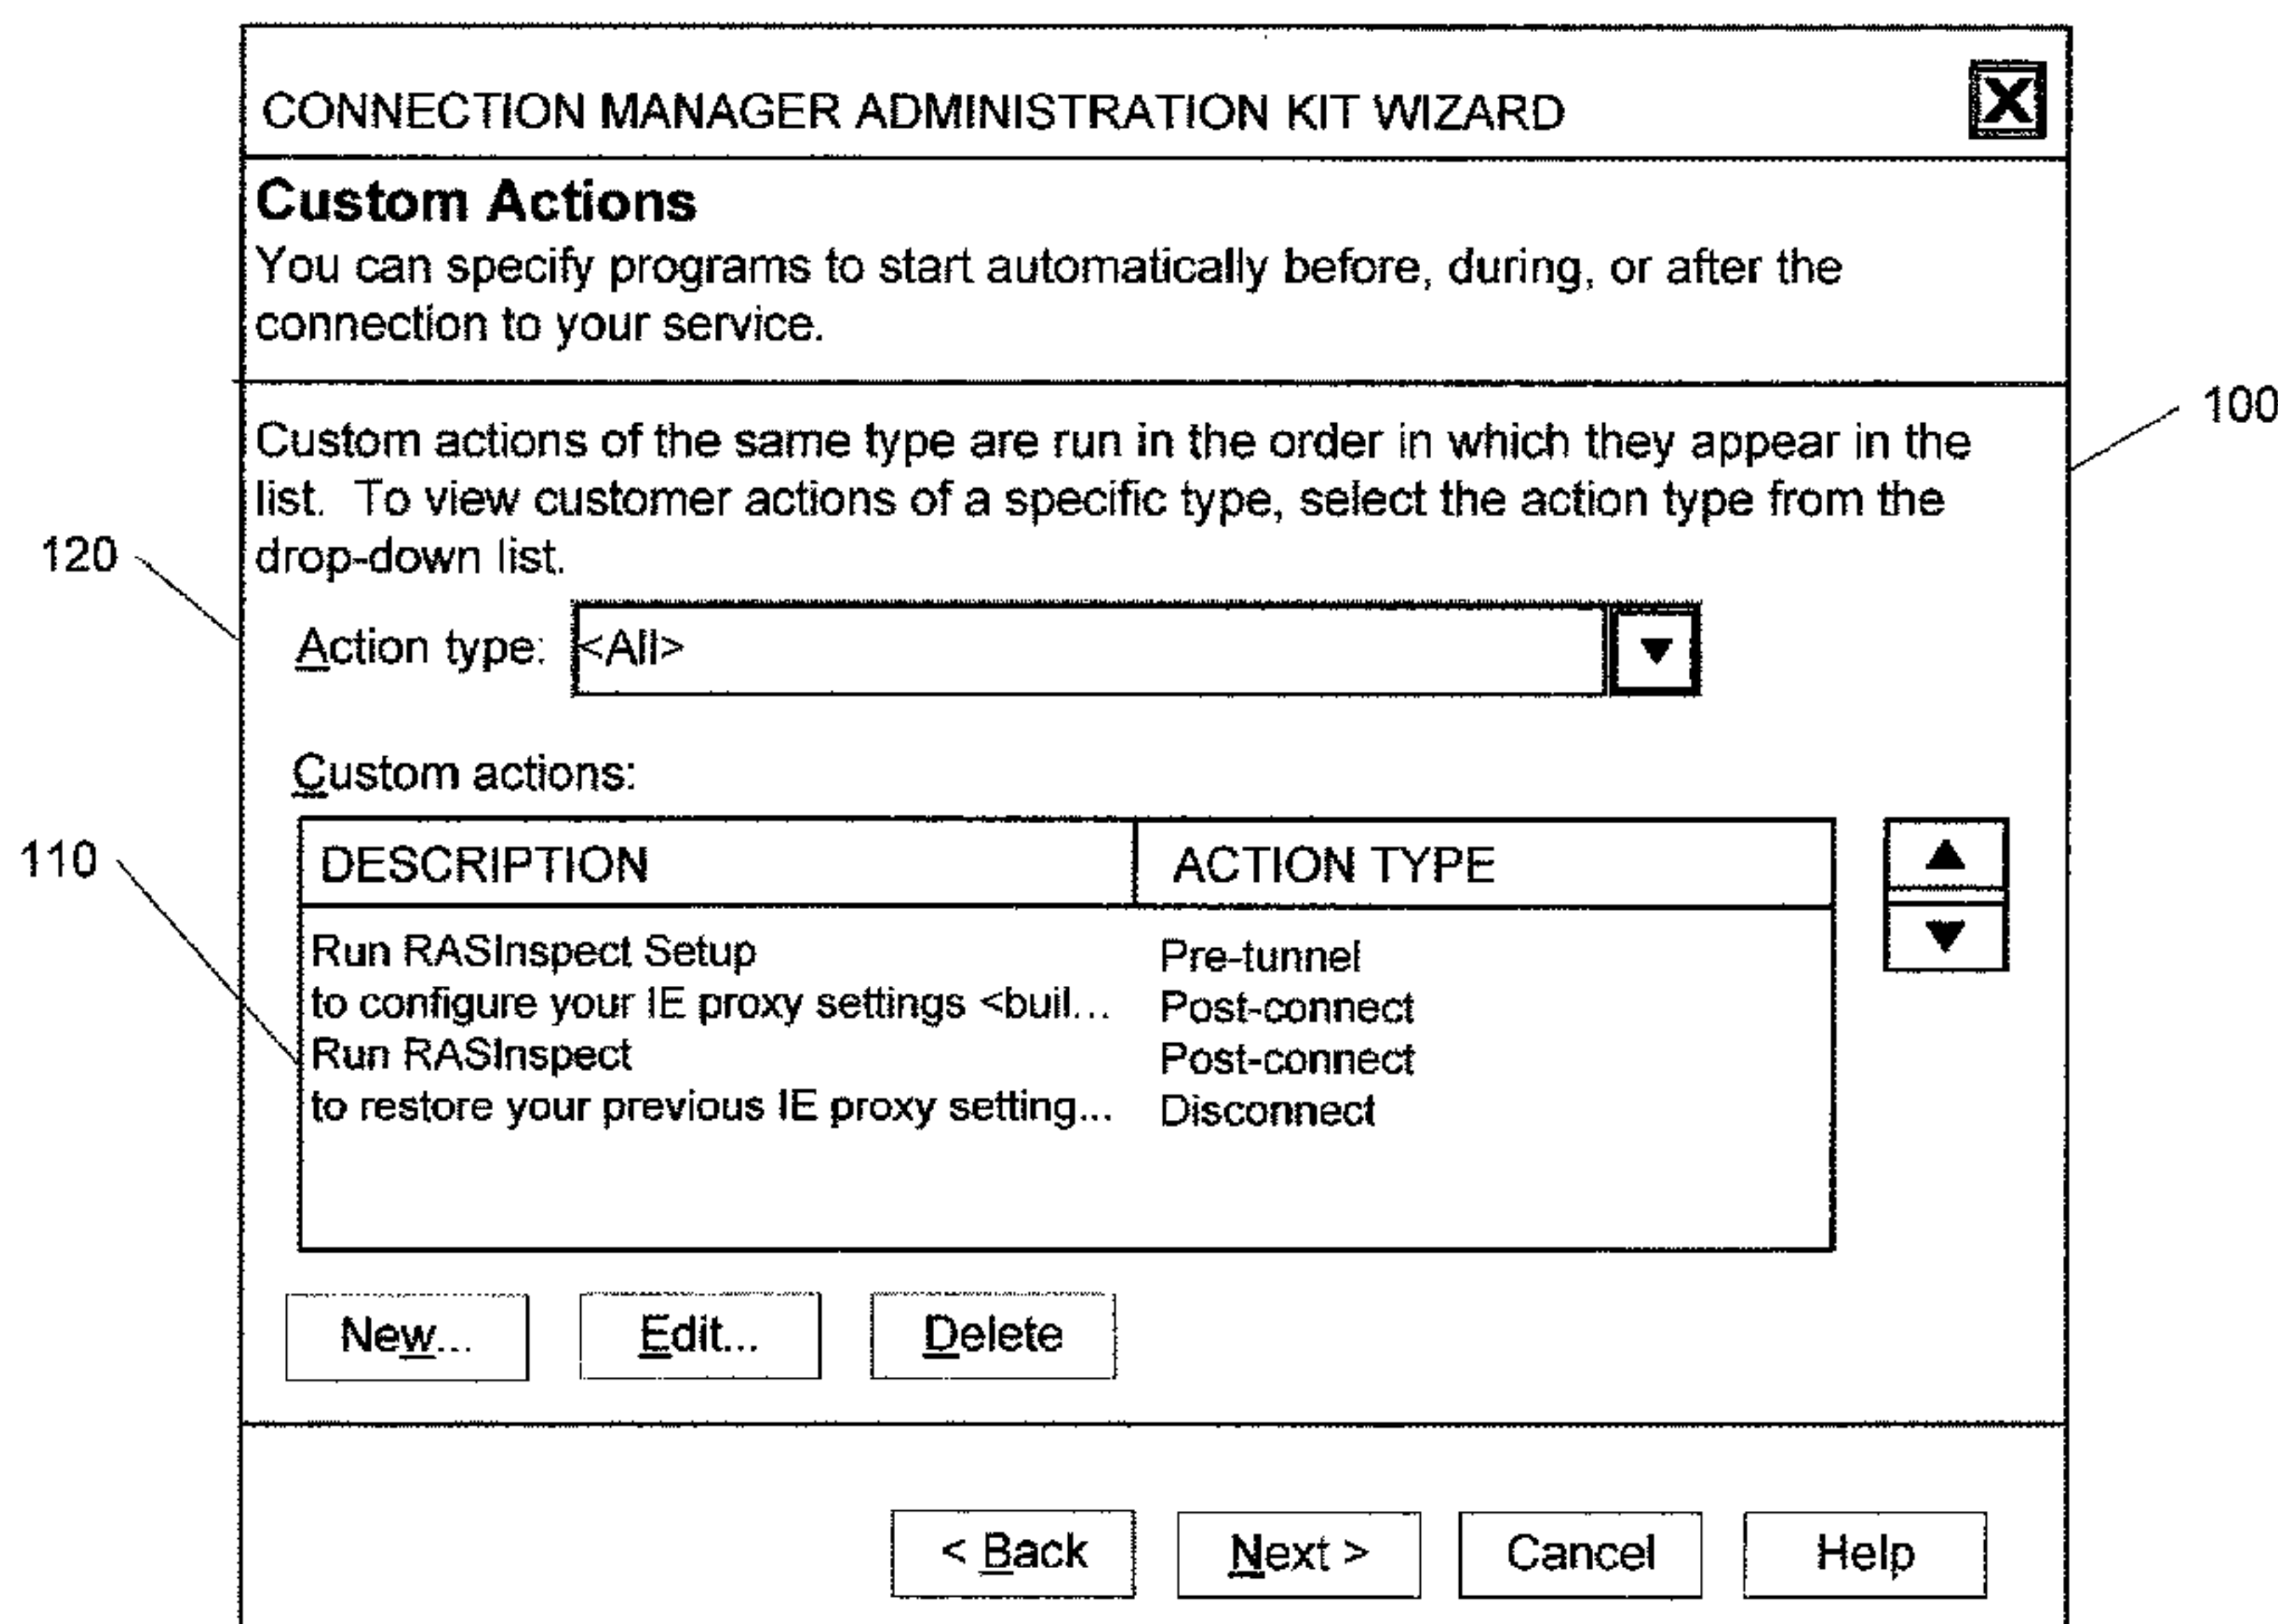 CONNECTION MANAGER ADMINISTRATION KIT WIZARD X
Custom Actions
You can specify programs to start automatically before, during, or after the
connection to your service.
100
Custom actions of the same type are run in the order in which they appear in the
list. To view customer actions of a specific type, select the action type from the
drop-down list.
120
Action type: <All>
Custom actions:
110
DESCRIPTION ACTION TYPE
Run RASInspect Setup Pre-tunnel
to configure your IE proxy settings <buil... Post-connect
Run RASInspect Post-connect
to restore your previous IE proxy setting... Disconnect
New... Edit... Delete
< Back Next > Cancel Help